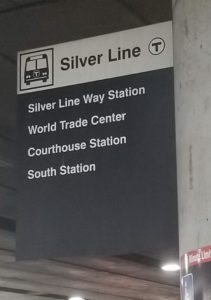 Silver Line T
Silver Line Way Station
World Trade Center
Courthouse Station
South Station